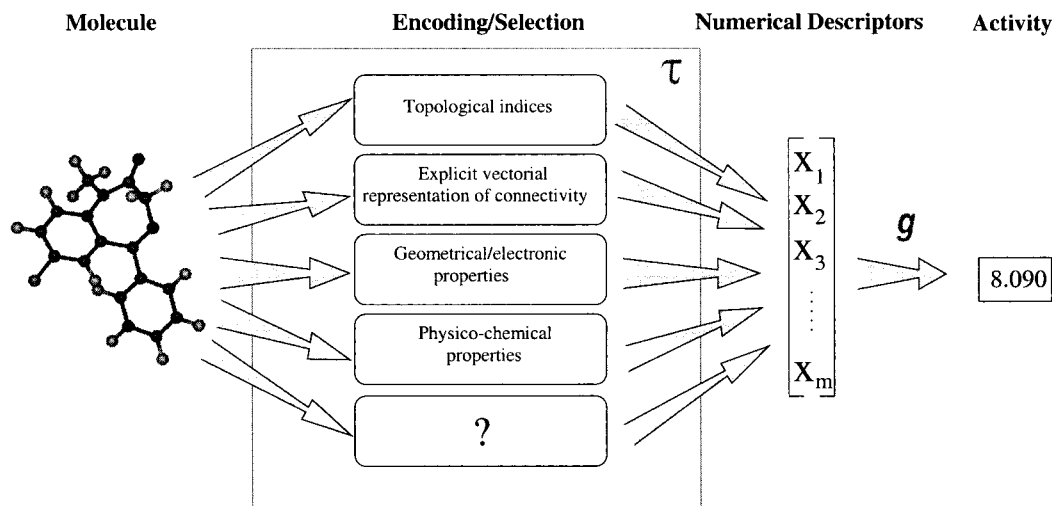 Molecule
Encoding/Selection
Numerical Descriptors
Activity
τ
Topological indices
Explicit vectorial
representation of connectivity
Geometrical/electronic
properties
Physico-chemical
properties
?
X1
X2
X3
......
Xm
g
8.090